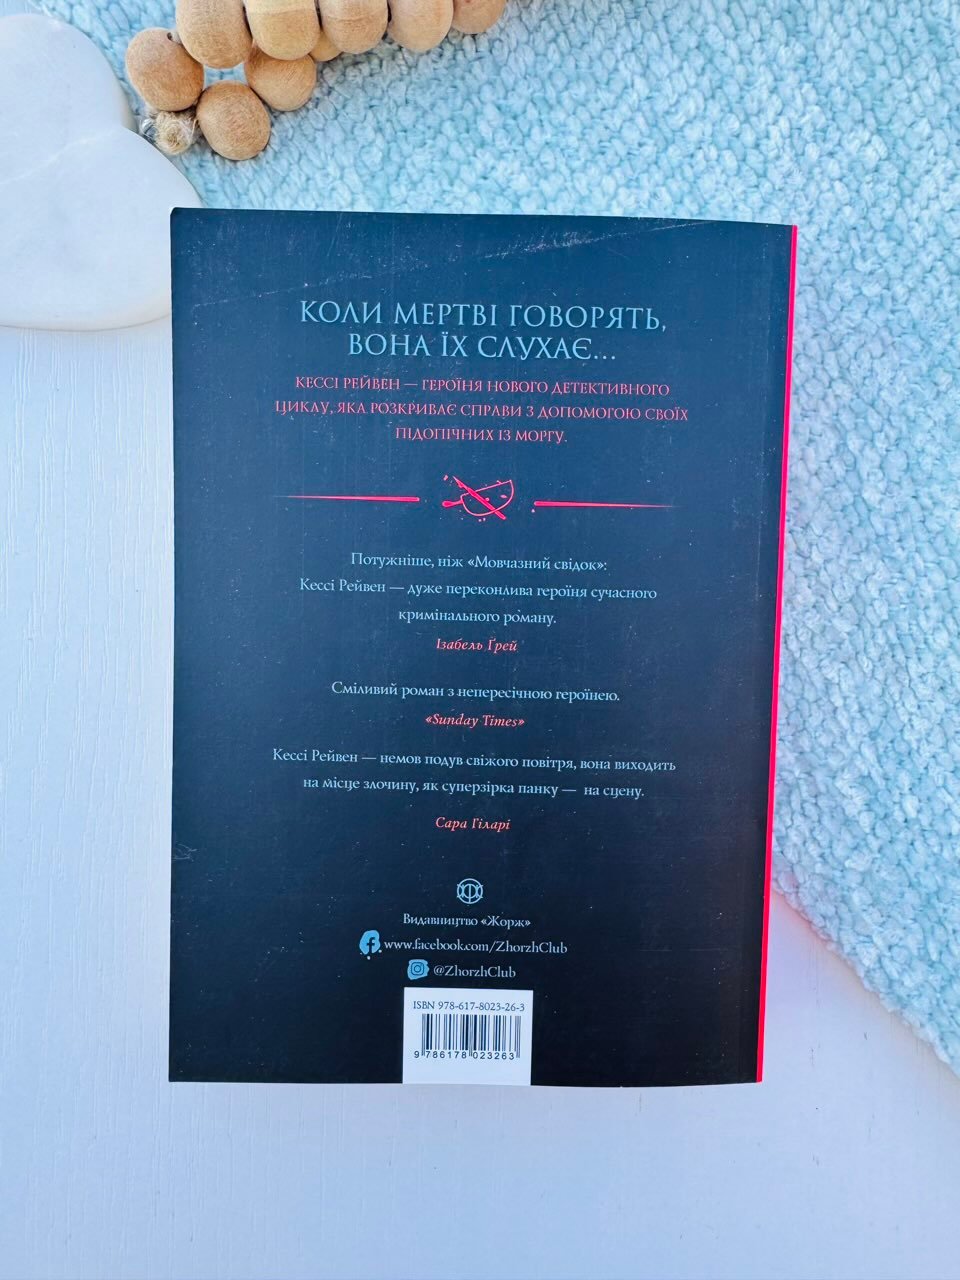 КОЛИ МЕРТВІ ГОВОРЯТЬ,
ВОНА ЇХ СЛУХАЄ...
КЕССІ РЕЙВЕН — ГЕРОЇНЯ НОВОГО ДЕТЕКТИВНОГО
ЦИКЛУ, ЯКА РОЗКРИВАЄ СПРАВИ З ДОПОМОГОЮ СВОЇХ
ПІДОПІЧНИХ ІЗ МОРГУ.
Потужніше, ніж «Мовчазний свідок»:
Кессі Рейвен — дуже переконлива героїня сучасного
кримінального роману.
Ізабель Ґрей
Сміливий роман з непересічною героїнею.
«Sunday Times»
Кессі Рейвен — немов подув свіжого повітря, вона виходить
на місце злочину, як суперзірка панку — на сцену.
Сара Гіларі
Видавництво «Жорж»
www.facebook.com/ZhorzhClub
@ZhorzhClub
ISBN 978-617-8023-26-3
9 786178 023263